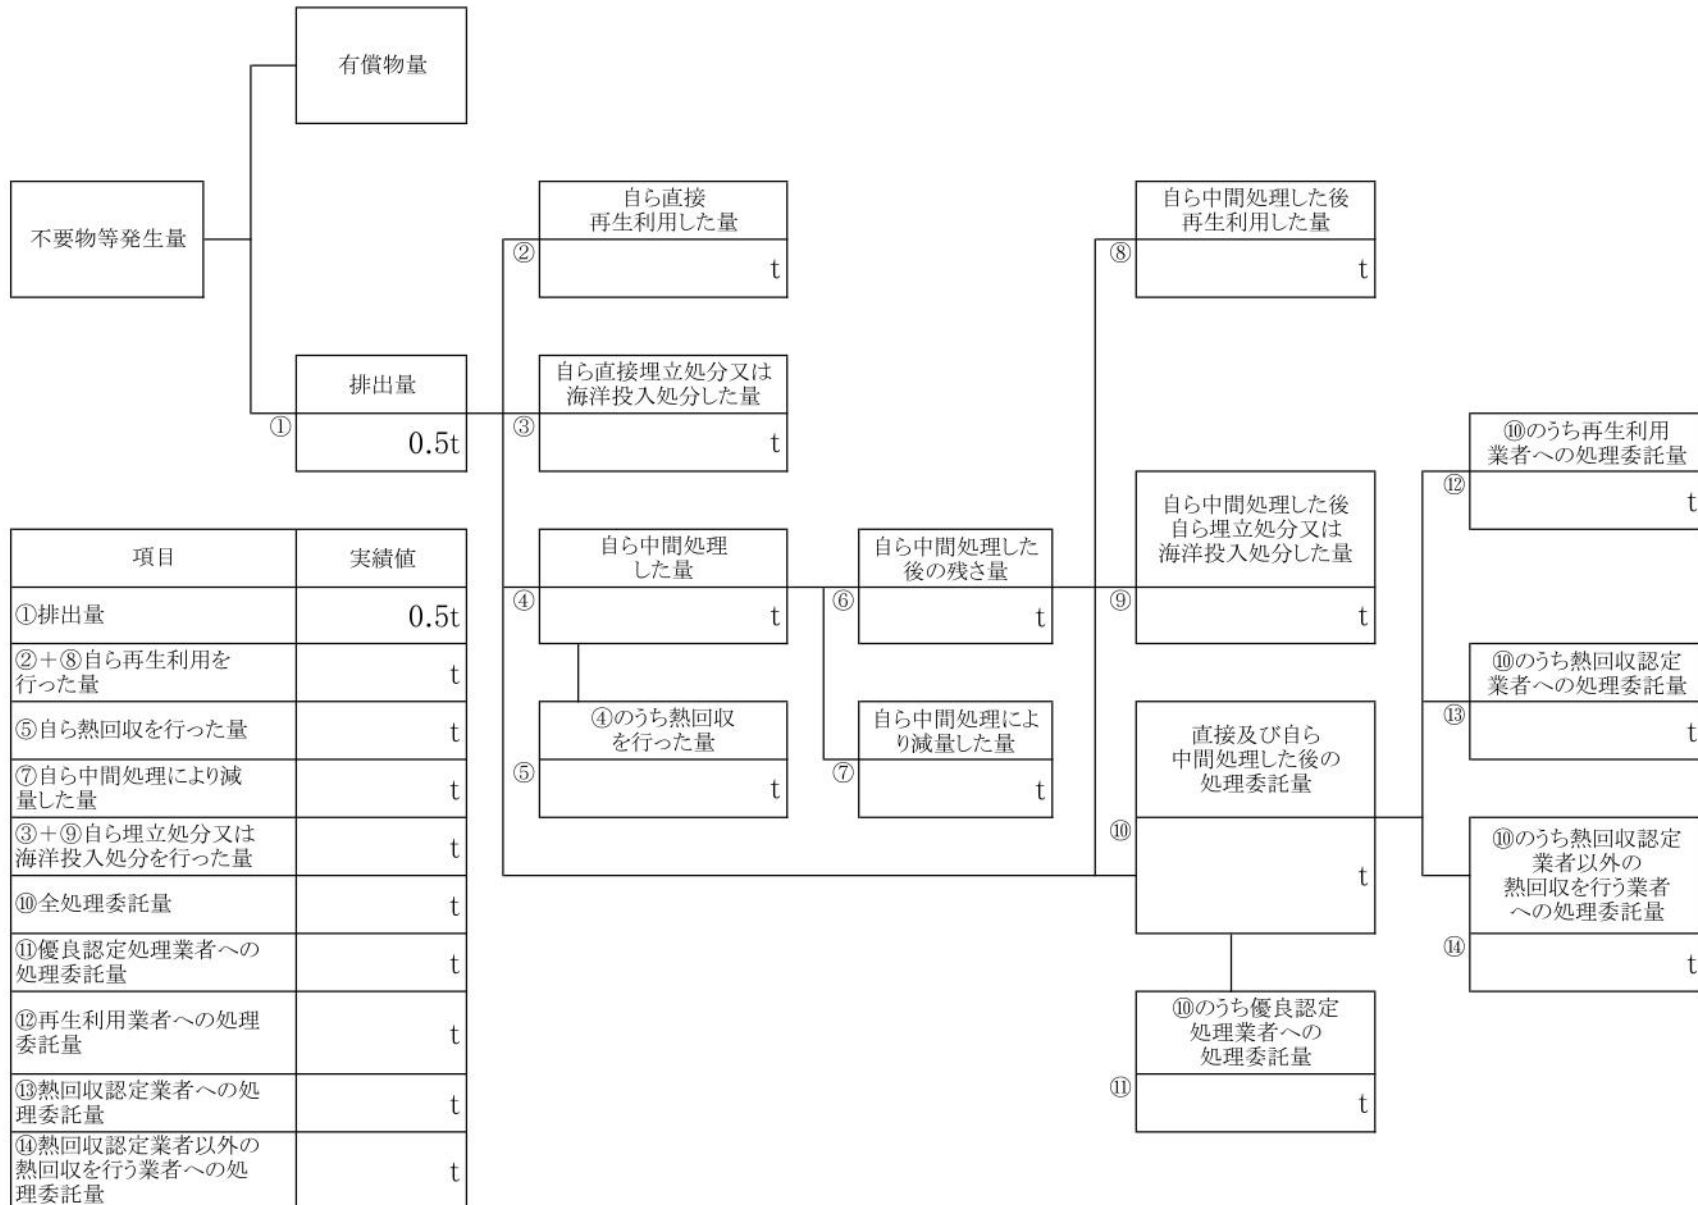 有償物量
不要物等発生量
排出量
①
0.5t
自ら直接
再生利用した量
②
t
自ら直接埋立処分又は
海洋投入処分した量
③
t
自ら中間処理
した量
④
t
④のうち熱回収
を行った量
⑤
t
自ら中間処理した
後の残さ量
⑥
t
自ら中間処理によ
り減量した量
⑦
t
自ら中間処理した後
再生利用した量
⑧
t
自ら中間処理した後
自ら埋立処分又は
海洋投入処分した量
⑨
t
直接及び自ら
中間処理した後の
処理委託量
⑩
t
⑩のうち優良認定
処理業者への
処理委託量
⑪
t
⑩のうち再生利用
業者への処理委託量
⑫
t
⑩のうち熱回収認定
業者への処理委託量
⑬
t
⑩のうち熱回収認定
業者以外の
熱回収を行う業者
への処理委託量
⑭
t
項目 実績値
①排出量 0.5t
②＋⑧自ら再生利用を
行った量
t
⑤自ら熱回収を行った量 t
⑦自ら中間処理により減
量した量
t
③＋⑨自ら埋立処分又は
海洋投入処分を行った量
t
⑩全処理委託量 t
⑪優良認定処理業者への
処理委託量
t
⑫再生利用業者への処理
委託量
t
⑬熱回収認定業者への処
理委託量
t
⑭熱回収認定業者以外の
熱回収を行う業者への処
理委託量
t